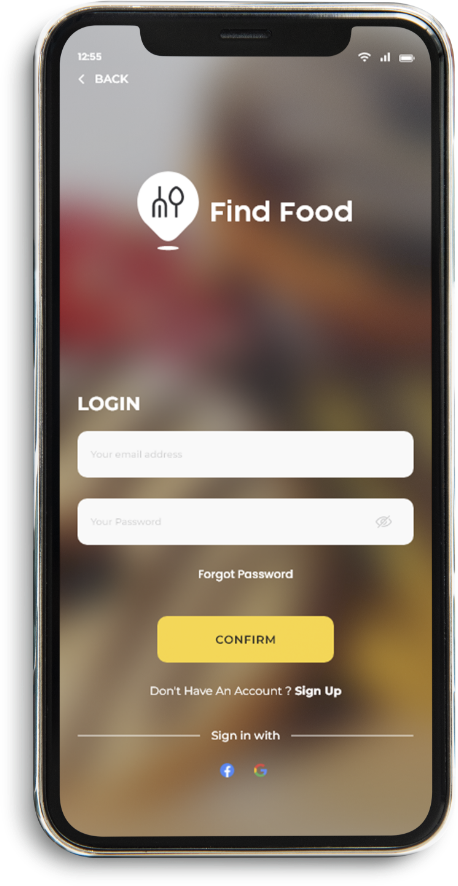 12:55
BACK
Find Food
LOGIN
Your email address
Your Password
Forgot Password
CONFIRM
Don't Have An Account ? Sign Up
Sign in with